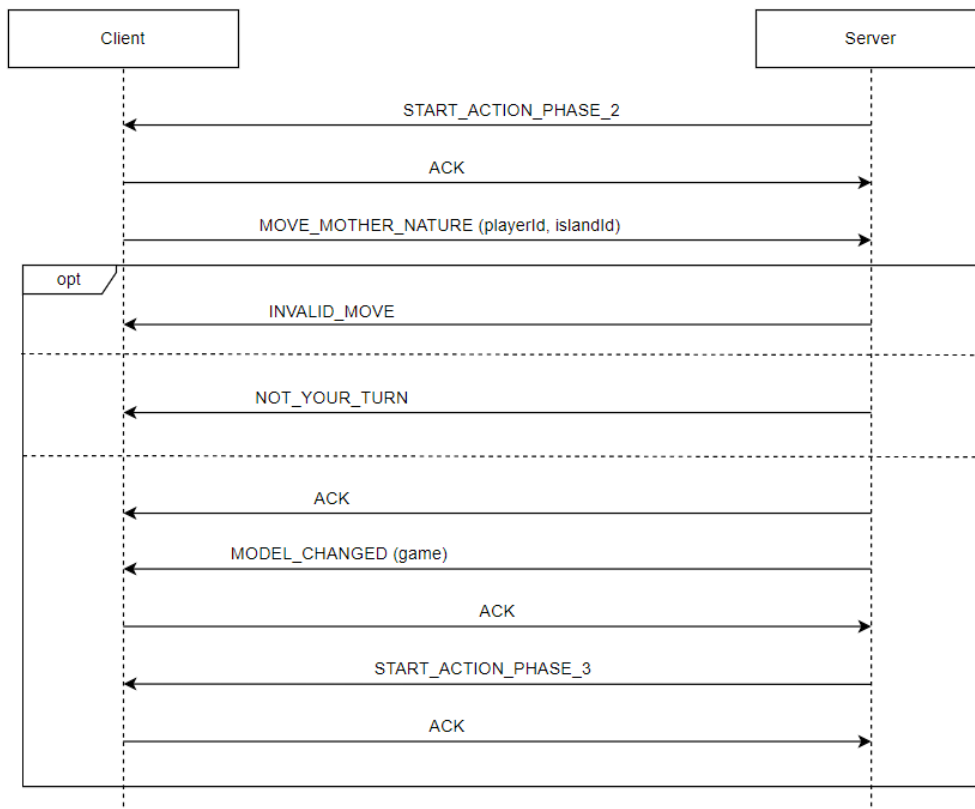 Client
Server
START_ACTION_PHASE_2
ACK
MOVE_MOTHER_NATURE (playerId, islandId)
opt
INVALID_MOVE
NOT_YOUR_TURN
ACK
MODEL_CHANGED (game)
ACK
START_ACTION_PHASE_3
ACK